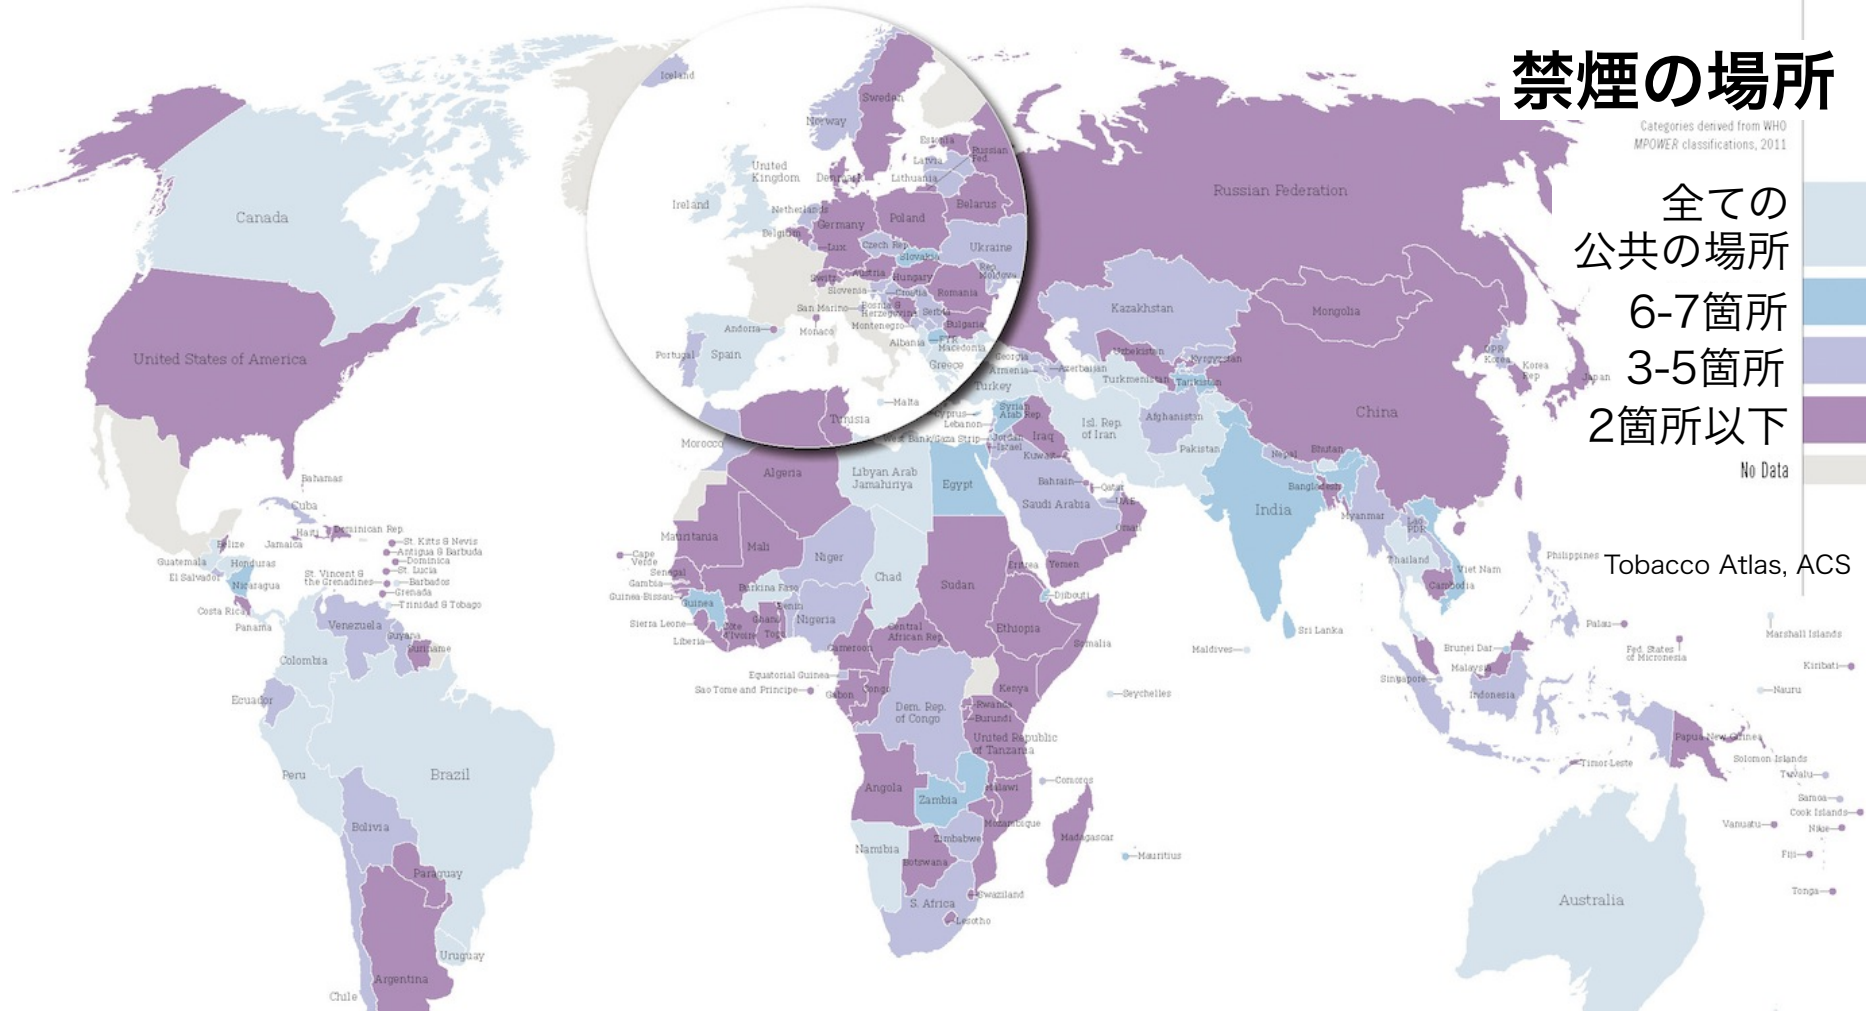 禁煙の場所
Categories derived from WHO
MPOWER classifications, 2011
全ての
公共の場所
6-7箇所
3-5箇所
2箇所以下
No Data
Tobacco Atlas, ACS
Iceland
Sweden
Norway
Estonia
Russian
Fed.
Latvia
Lithuania
United
Kingdom
Denmark
Ireland
Netherlands
Belarus
Germany
Poland
Belgium
Lux.
Czech Rep.
Ukraine
Slovakia
Switz.
Austria
Hungary
Rep.
Moldova
Slovenia
Croatia
Romania
San Marino
Bosnia &
Herzegovina
Serbia
Montenegro
Bulgaria
Andorra
Monaco
Albania
FYR
Macedonia
Portugal
Spain
Greece
Canada
United States of America
Russian Federation
Kazakhstan
Mongolia
Georgia
Armenia
Azerbaijan
Uzbekistan
Kyrgyzstan
Turkey
Turkmenistan
Tajikistan
DPR
Korea
Korea
Rep
Japan
China
Malta
Tunisia
Cyprus
Lebanon
Syrian
Arab Rep.
West Bank/Gaza Strip
Jordan
Israel
Iraq
Kuwait
Isl. Rep.
of Iran
Afghanistan
Pakistan
Nepal
Bhutan
Bangladesh
Morocco
Algeria
Libyan Arab
Jamahiriya
Egypt
Bahrain
Qatar
UAE
Saudi Arabia
Oman
Yemen
India
Myanmar
Lao
PDR
Thailand
Viet Nam
Cambodia
Philippines
Bahamas
Cuba
Haiti
Dominican Rep.
Belize
Jamaica
Guatemala
Honduras
El Salvador
Nicaragua
Costa Rica
Panama
St. Kitts & Nevis
Antigua & Barbuda
Dominica
St. Lucia
St. Vincent &
the Grenadines
Barbados
Grenada
Trinidad & Tobago
Venezuela
Guyana
Suriname
Colombia
Ecuador
Peru
Brazil
Bolivia
Paraguay
Uruguay
Argentina
Chile
Cape
Verde
Mauritania
Mali
Niger
Chad
Sudan
Eritrea
Djibouti
Senegal
Gambia
Guinea-Bissau
Guinea
Burkina Faso
Sierra Leone
Liberia
Côte
d'Ivoire
Ghana
Togo
Benin
Nigeria
Cameroon
Central
African Rep.
Ethiopia
Somalia
Equatorial Guinea
Sao Tome and Principe
Gabon
Congo
Dem. Rep.
of Congo
Kenya
Rwanda
Burundi
United Republic
of Tanzania
Angola
Zambia
Malawi
Mozambique
Comoros
Seychelles
Madagascar
Mauritius
Namibia
Botswana
Zimbabwe
Swaziland
S. Africa
Lesotho
Sri Lanka
Maldives
Brunei Dar.
Malaysia
Singapore
Indonesia
Timor-Leste
Papua New Guinea
Palau
Fed. States
of Micronesia
Marshall Islands
Kiribati
Nauru
Solomon Islands
Tuvalu
Samoa
Cook Islands
Vanuatu
Niue
Fiji
Tonga
Australia